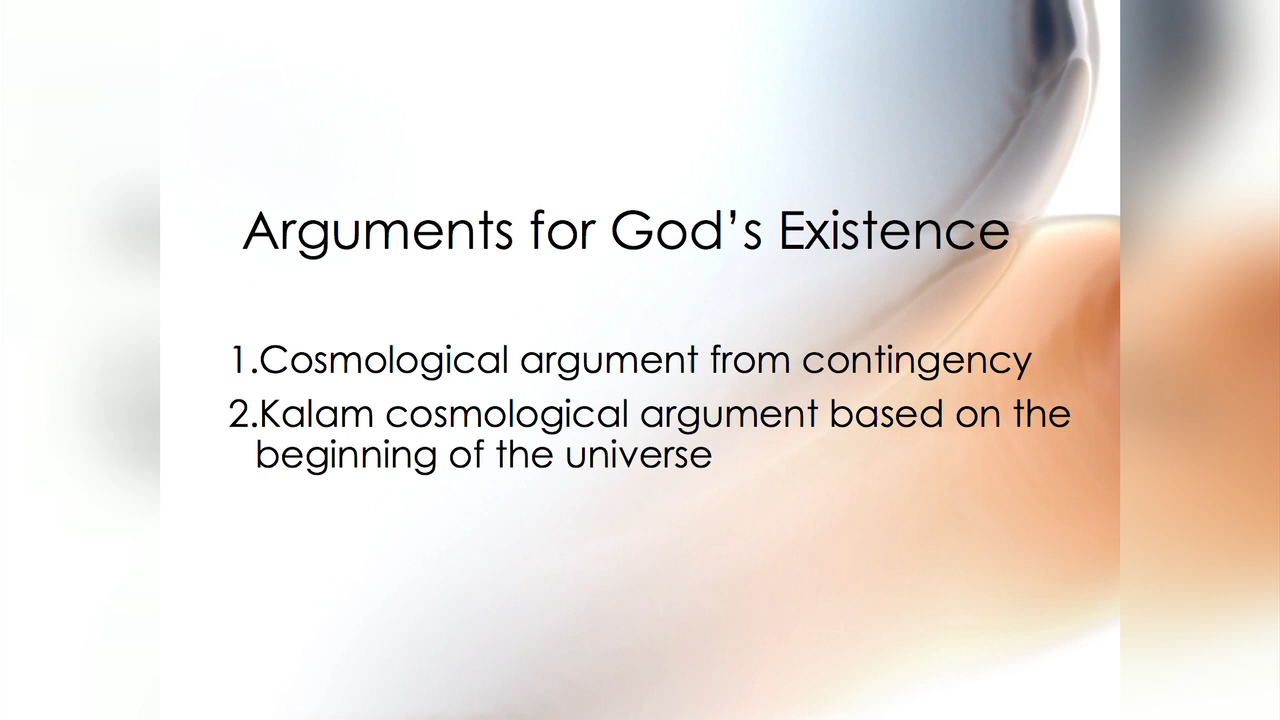 Arguments for God’s Existence
1.Cosmological argument from contingency
2.Kalam cosmological argument based on the
beginning of the universe